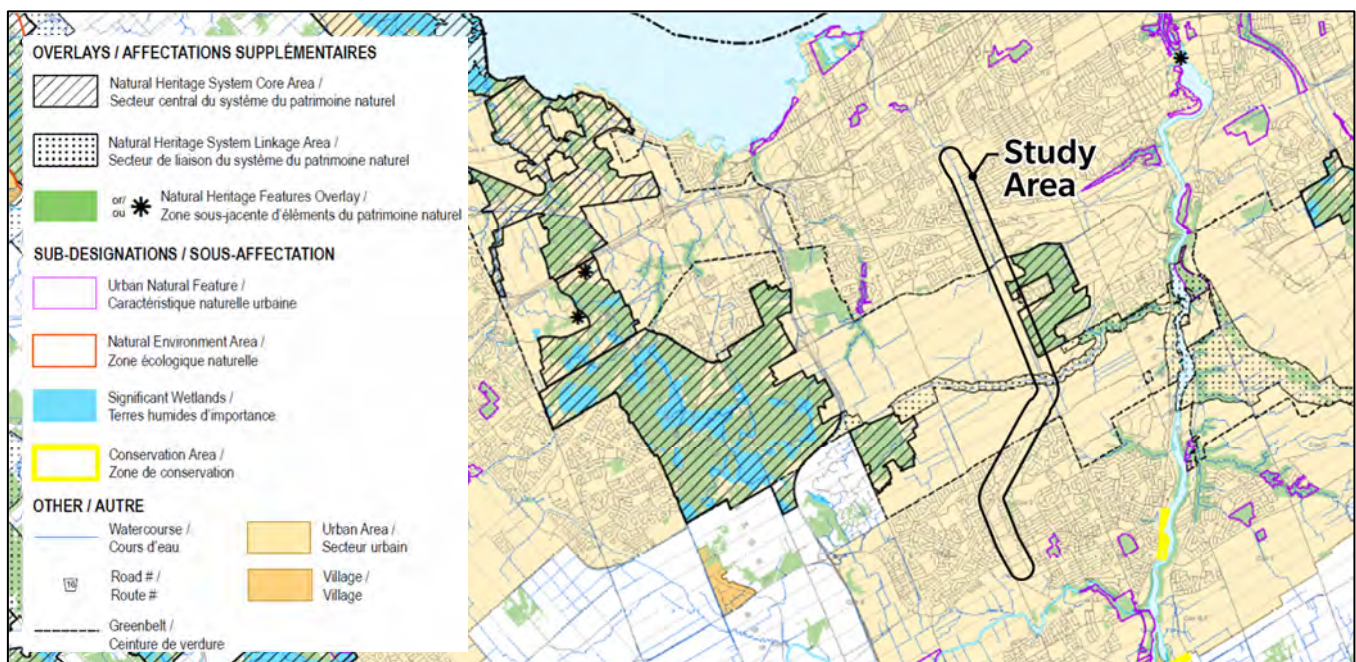 OVERLAYS / AFFECTATIONS SUPPLÉMENTAIRES
Natural Heritage System Core Area /
Secteur central du système du patrimoine naturel
Natural Heritage System Linkage Area /
Secteur de liaison du système du patrimoine naturel
or/
ou
Natural Heritage Features Overlay /
Zone sous-jacente d'éléments du patrimoine naturel
SUB-DESIGNATIONS / SOUS-AFFECTATION
Urban Natural Feature /
Caractéristique naturelle urbaine
Natural Environment Area /
Zone écologique naturelle
Significant Wetlands /
Terres humides d'importance
Conservation Area /
Zone de conservation
OTHER / AUTRE
Watercourse /
Cours d'eau
Urban Area /
Secteur urbain
16
Road # /
Route #
Village /
Village
Greenbelt /
Ceinture de verdure
Study
Area